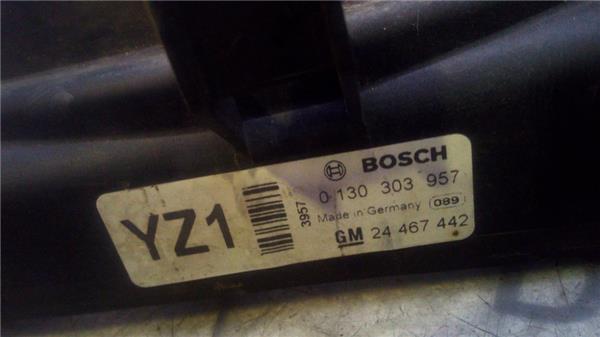 BOSCH
0 130 303 957
Made in Germany 089
GM 24 467 442
YZ1
3957